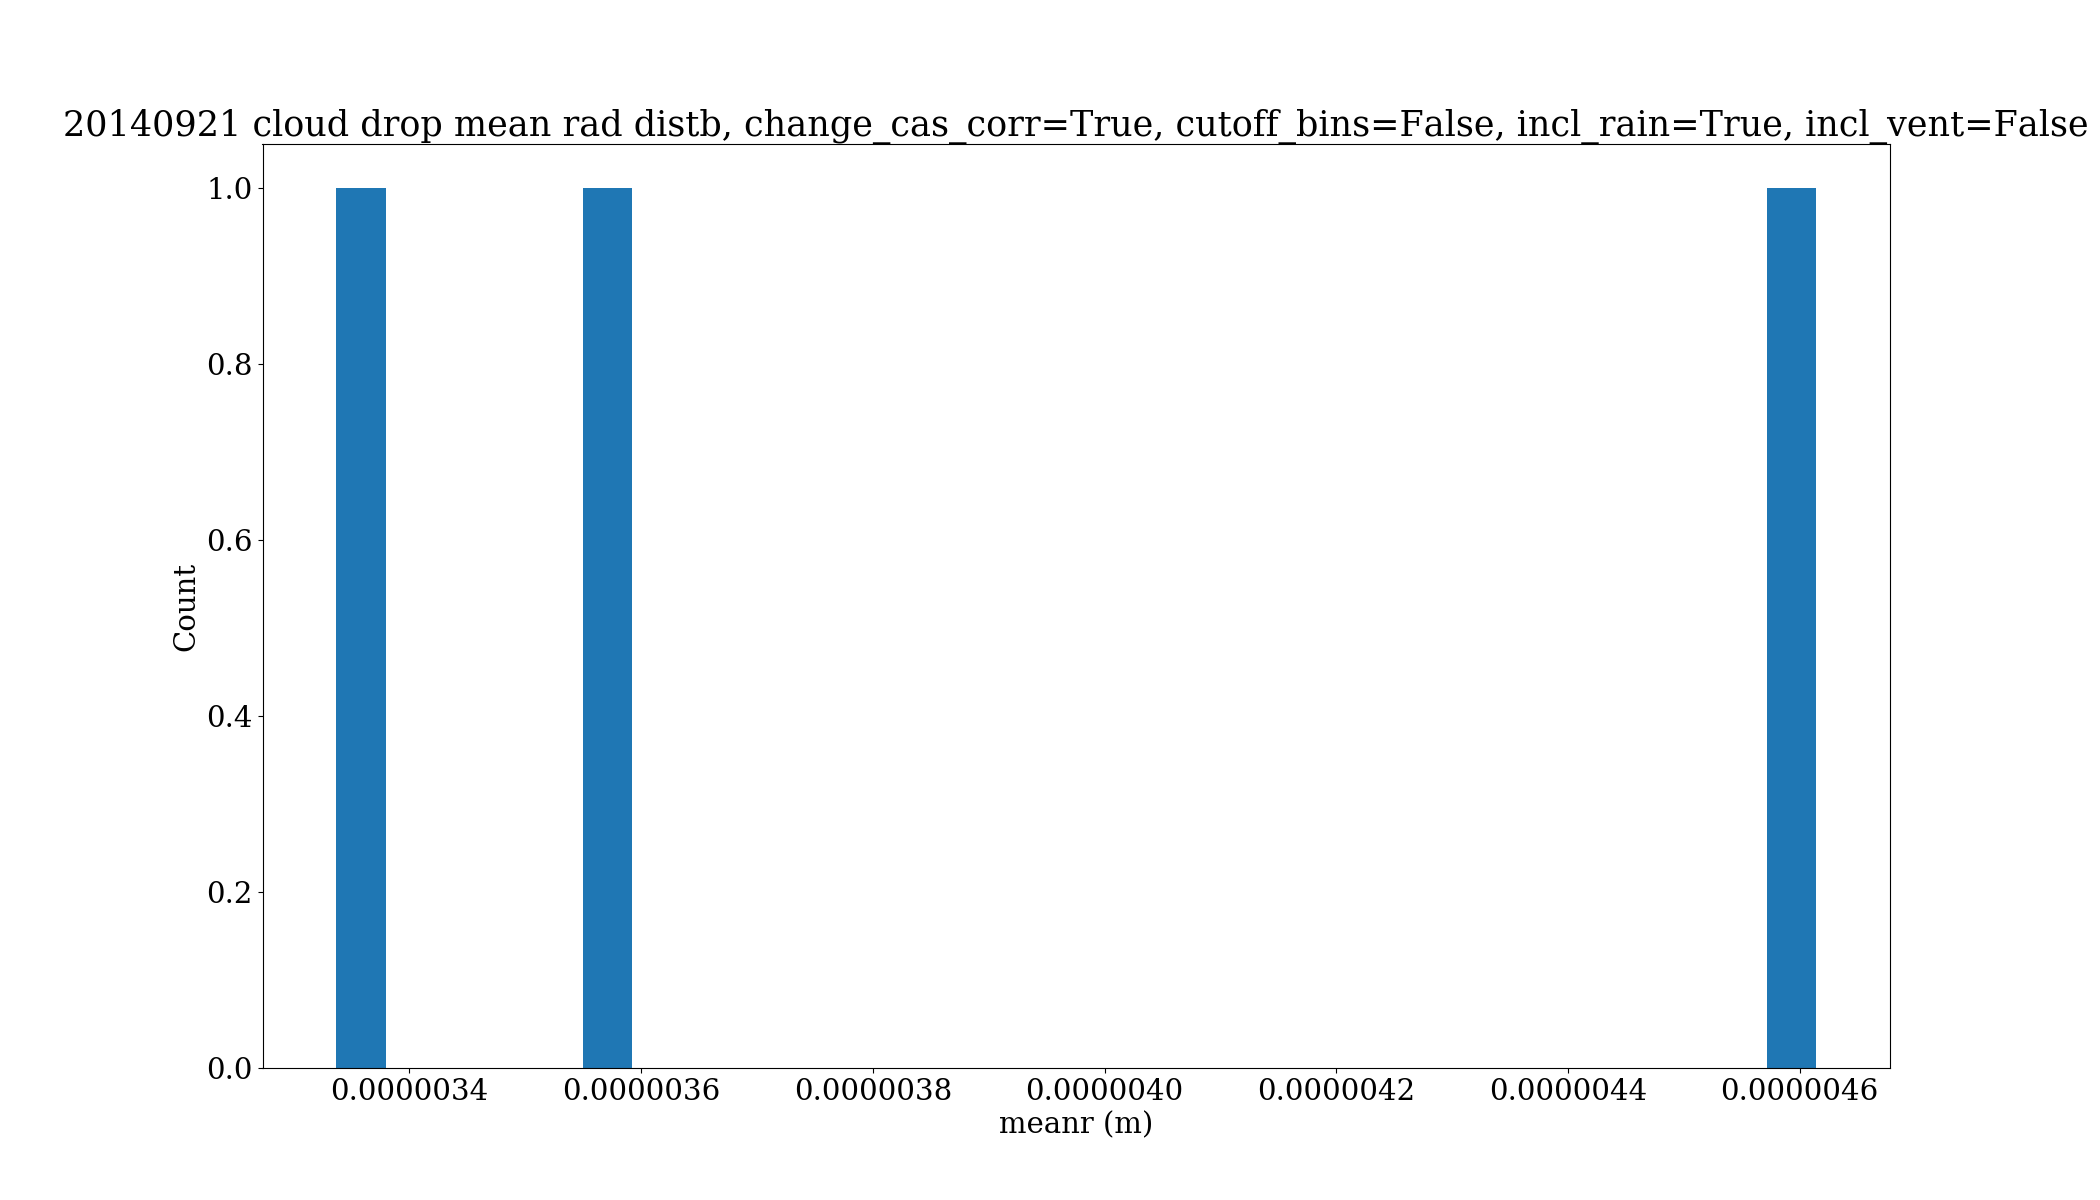 20140921 cloud drop mean rad distb, change_cas_corr=True, cutoff_bins=False, incl_rain=True, incl_vent=False
1.0
0.8
0.6
0.4
0.2
0.0
Count
0.0000034 0.0000036 0.0000038 0.0000040 0.0000042 0.0000044 0.0000046
meanr (m)